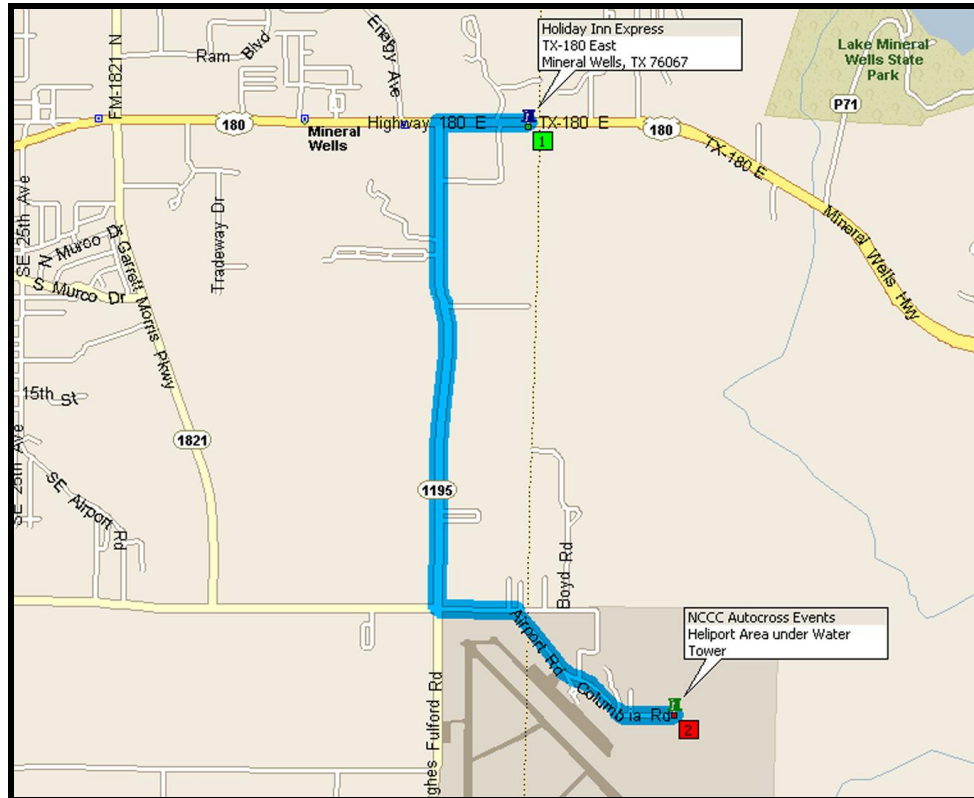 Holiday Inn Express
TX-180 East
Mineral Wells, TX 76067
Lake Mineral
Wells State
Park
FM-1821 N
Ram Blvd
Energy Ave
P71
180
Mineral
Wells
Highway 180 E
TX-180 E
180
1
TX-180 E
SE 25th Ave
N Murco Dr
S Murco Dr
Garrett Morris Pkwy
Tradeway Dr
Mineral Wells Hwy
15th St
1821
SE 25th Ave
SE Airport Rd
1195
Boyd Rd
NCCC Autocross Events
Heliport Area under Water
Tower
Airport Rd
Columbia Rd
2
ghes Fulford Rd